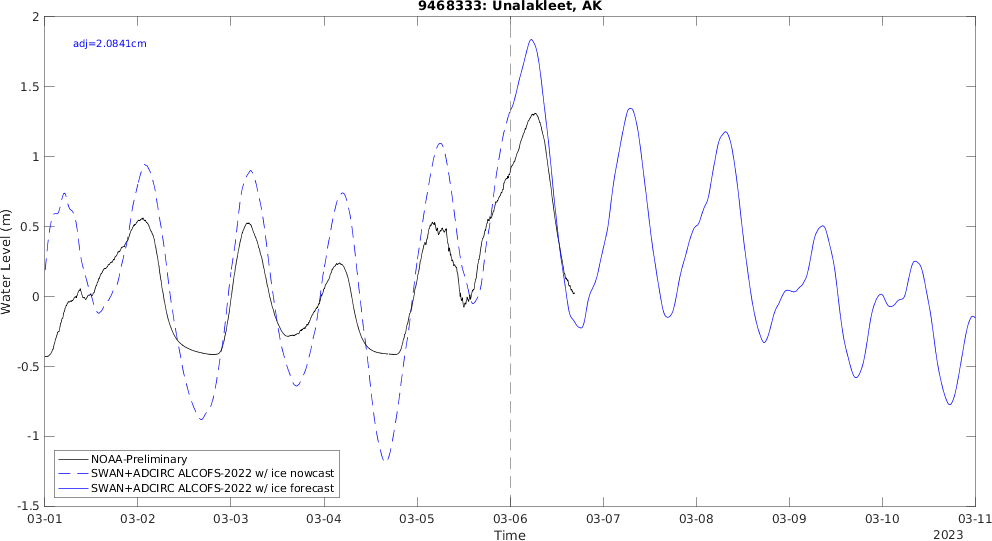 9468333: Unalakleet, AK
adj=2.0841cm
2
1.5
1
0.5
0
-0.5
-1
-1.5
Water Level (m)
NOAA-Preliminary
SWAN+ADCIRC ALCOFS-2022 w/ ice nowcast
SWAN+ADCIRC ALCOFS-2022 w/ ice forecast
03-01 03-02 03-03 03-04 03-05 03-06 03-07 03-08 03-09 03-10 03-11
Time
2023